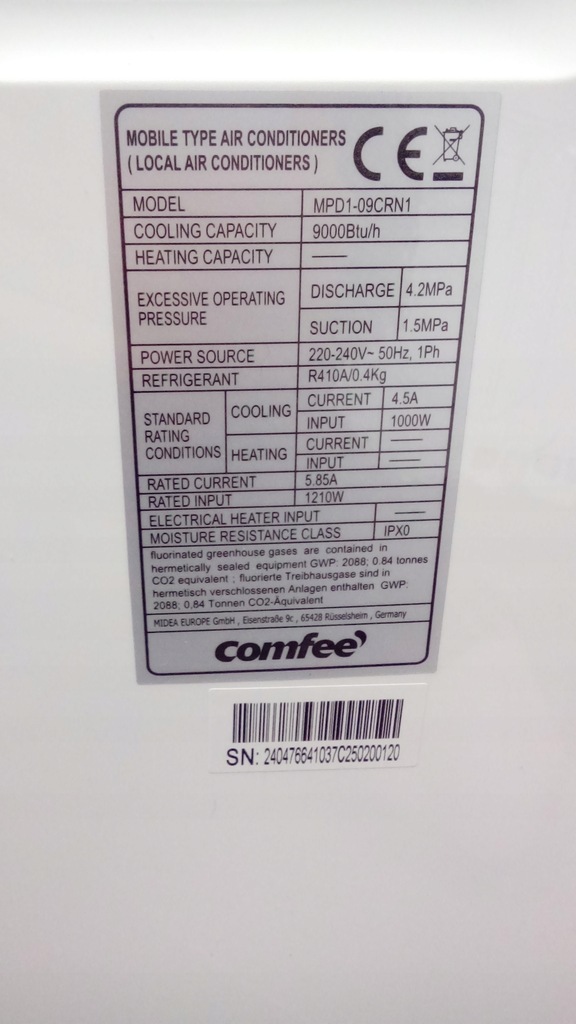 MOBILE TYPE AIR CONDITIONERS
( LOCAL AIR CONDITIONERS )
CE
MODEL MPD1-09CRN1
COOLING CAPACITY 9000Btu/h
HEATING CAPACITY ——
EXCESSIVE OPERATING PRESSURE DISCHARGE 4.2MPa
SUCTION 1.5MPa
POWER SOURCE 220-240V~ 50Hz, 1Ph
REFRIGERANT R410A/0.4Kg
STANDARD RATING CONDITIONS COOLING CURRENT 4.5A
INPUT 1000W
HEATING CURRENT ——
INPUT ——
RATED CURRENT 5.85A
RATED INPUT 1210W
ELECTRICAL HEATER INPUT ——
MOISTURE RESISTANCE CLASS IPX0
fluorinated greenhouse gases are contained in
hermetically sealed equipment GWP: 2088; 0.84 tonnes
CO2 equivalent ; fluorierte Treibhausgase sind in
hermetisch verschlossenen Anlagen enthalten GWP:
2088; 0,84 Tonnen CO2-Äquivalent
MIDEA EUROPE GmbH , Eisenstraße 9c , 65428 Rüsselsheim , Germany
comfee
SN: 240476641037C250200120